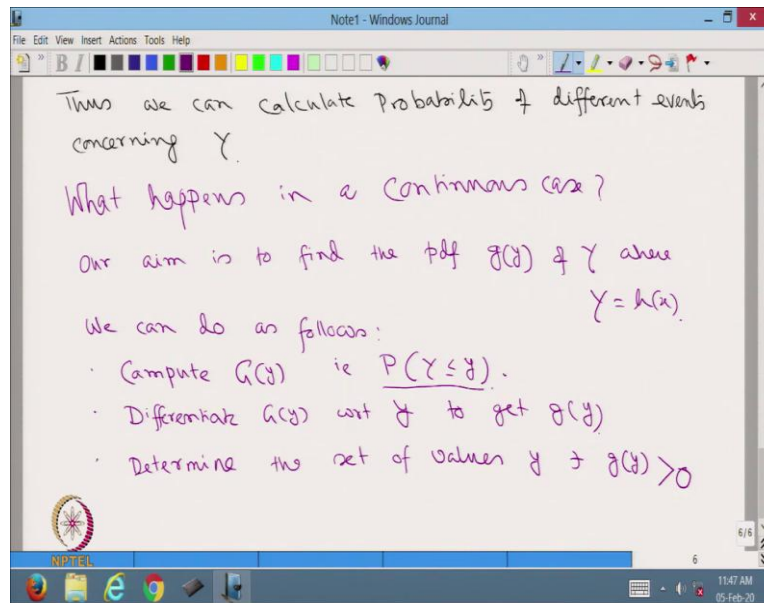 Note1 - Windows Journal
File Edit View Insert Actions Tools Help
B I
Thus we can calculate Probability of different events
concerning Y.
What happens in a continuous case?
Our aim is to find the pdf g(y) of Y where
Y = h(x).
We can do as follows:
· Compute G(y) ie P(Y ≤ y).
· Differentiate G(y) wrt y to get g(y)
· Determine the set of values y ∋ g(y) >0
6/6
NPTEL
6
11:47 AM
05-Feb-20